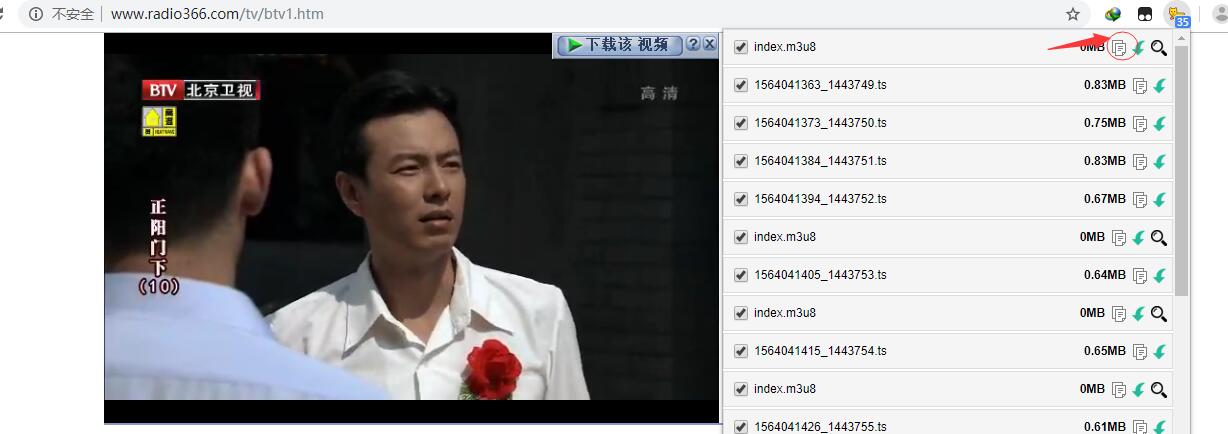 不安全 www.radio366.com/tv/btv1.htm
35
下载该 视频 ?
BTV 北京卫视
高清
正阳门下
(10)
index.m3u8 0MB
1564041363_1443749.ts 0.83MB
1564041373_1443750.ts 0.75MB
1564041384_1443751.ts 0.83MB
1564041394_1443752.ts 0.67MB
index.m3u8 0MB
1564041405_1443753.ts 0.64MB
index.m3u8 0MB
1564041415_1443754.ts 0.65MB
index.m3u8 0MB
1564041426_1443755.ts 0.61MB